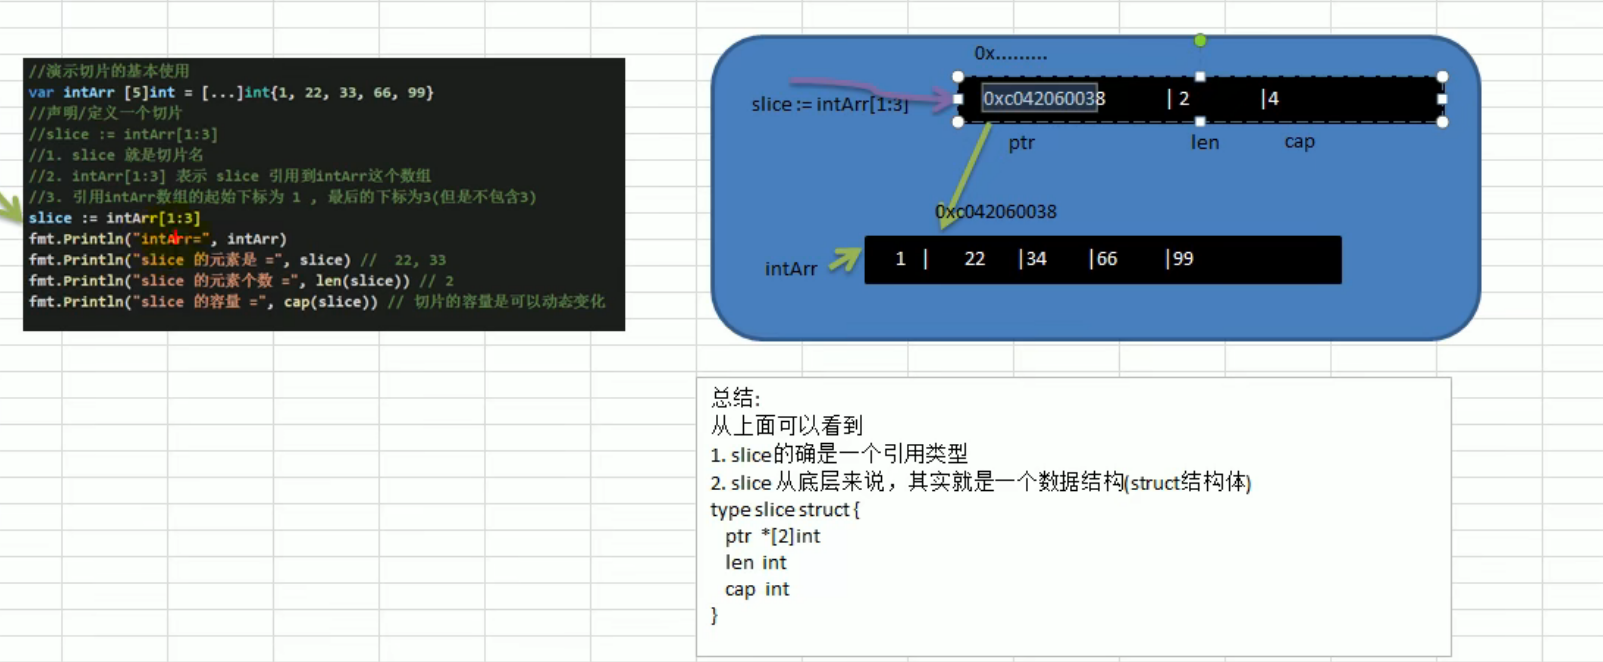 //演示切片的基本使用
var intArr [5]int = [...]int{1, 22, 33, 66, 99}
//声明/定义一个切片
//slice := intArr[1:3]
//1. slice 就是切片名
//2. intArr[1:3] 表示 slice 引用到intArr这个数组
//3. 引用intArr数组的起始下标为 1 , 最后的下标为3(但是不包含3)
slice := intArr[1:3]
fmt.Println("intArr=", intArr)
fmt.Println("slice 的元素是 =", slice) //  22, 33
fmt.Println("slice 的元素个数 =", len(slice)) // 2
fmt.Println("slice 的容量 =", cap(slice)) // 切片的容量是可以动态变化
0x.........
slice := intArr[1:3]
0xc042060038 | 2 |4
ptr len cap
0xc042060038
intArr
1 | 22 |34 |66 |99
总结:
从上面可以看到
1. slice的确是一个引用类型
2. slice 从底层来说，其实就是一个数据结构(struct结构体)
type slice struct {
ptr *[2]int
len int
cap int
}